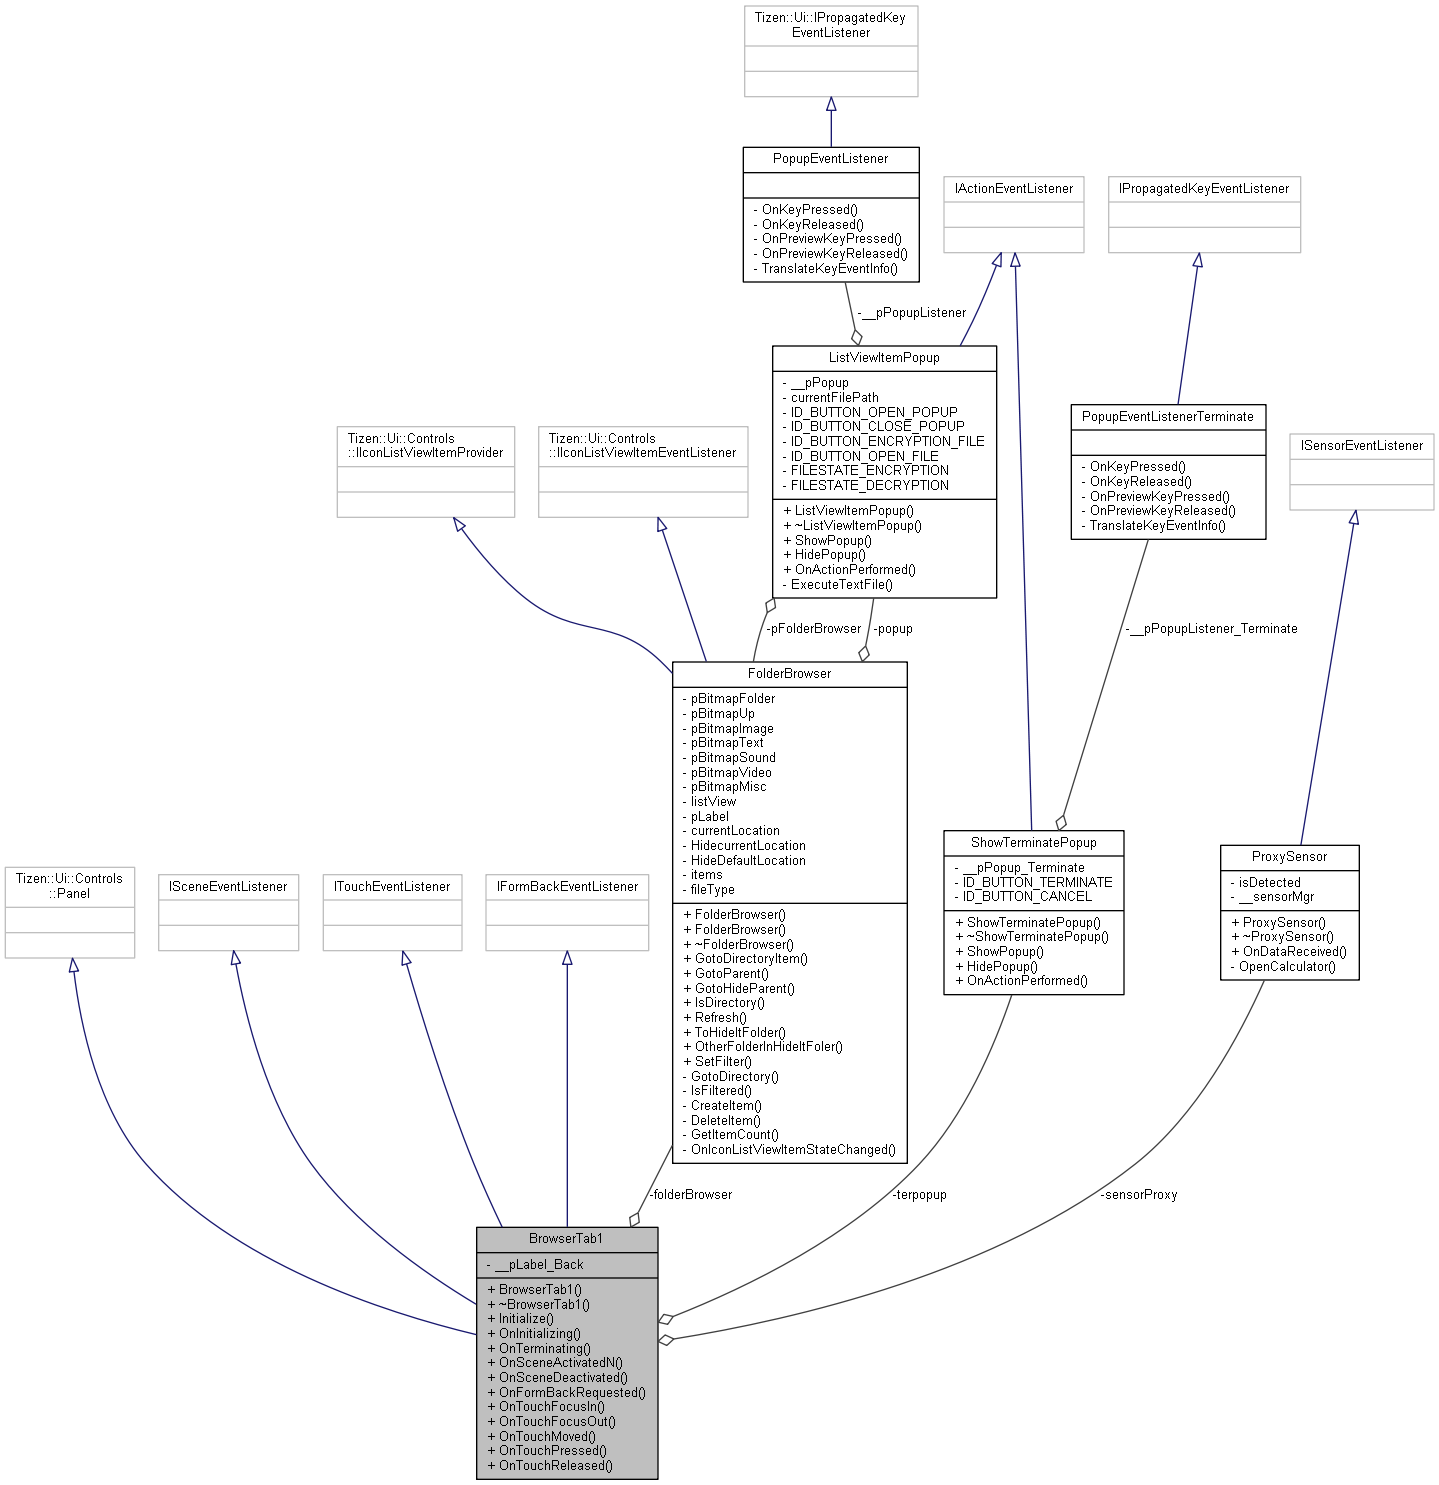 Tizen::Ui::IPropagatedKey
EventListener
PopupEventListener
- OnKeyPressed()
- OnKeyReleased()
- OnPreviewKeyPressed()
- OnPreviewKeyReleased()
- TranslateKeyEventInfo()
IActionEventListener
IPropagatedKeyEventListener
-__pPopupListener
ListViewItemPopup
- __pPopup
- currentFilePath
- ID_BUTTON_OPEN_POPUP
- ID_BUTTON_CLOSE_POPUP
- ID_BUTTON_ENCRYPTION_FILE
- ID_BUTTON_OPEN_FILE
- FILESTATE_ENCRYPTION
- FILESTATE_DECRYPTION
+ ListViewItemPopup()
+ ~ListViewItemPopup()
+ ShowPopup()
+ HidePopup()
+ OnActionPerformed()
- ExecuteTextFile()
Tizen::Ui::Controls
::IIconListViewItemProvider
Tizen::Ui::Controls
::IIconListViewItemEventListener
PopupEventListenerTerminate
- OnKeyPressed()
- OnKeyReleased()
- OnPreviewKeyPressed()
- OnPreviewKeyReleased()
- TranslateKeyEventInfo()
ISensorEventListener
-pFolderBrowser
-popup
-__pPopupListener_Terminate
FolderBrowser
- pBitmapFolder
- pBitmapUp
- pBitmapImage
- pBitmapText
- pBitmapSound
- pBitmapVideo
- pBitmapMisc
- listView
- pLabel
- currentLocation
- HidecurrentLocation
- HideDefaultLocation
- items
- fileType
+ FolderBrowser()
+ FolderBrowser()
+ ~FolderBrowser()
+ GotoDirectoryItem()
+ GotoParent()
+ GotoHideParent()
+ IsDirectory()
+ Refresh()
+ ToHideItFolder()
+ OtherFolderInHideItFoler()
+ SetFilter()
- GotoDirectory()
- IsFiltered()
- CreateItem()
- DeleteItem()
- GetItemCount()
- OnIconListViewItemStateChanged()
ShowTerminatePopup
- __pPopup_Terminate
- ID_BUTTON_TERMINATE
- ID_BUTTON_CANCEL
+ ShowTerminatePopup()
+ ~ShowTerminatePopup()
+ ShowPopup()
+ HidePopup()
+ OnActionPerformed()
ProxySensor
- isDetected
- __sensorMgr
+ ProxySensor()
+ ~ProxySensor()
+ OnDataReceived()
- OpenCalculator()
Tizen::Ui::Controls
::Panel
ISceneEventListener
ITouchEventListener
IFormBackEventListener
-folderBrowser
-terpopup
-sensorProxy
BrowserTab1
- __pLabel_Back
+ BrowserTab1()
+ ~BrowserTab1()
+ Initialize()
+ OnInitializing()
+ OnTerminating()
+ OnSceneActivatedN()
+ OnSceneDeactivated()
+ OnFormBackRequested()
+ OnTouchFocusIn()
+ OnTouchFocusOut()
+ OnTouchMoved()
+ OnTouchPressed()
+ OnTouchReleased()